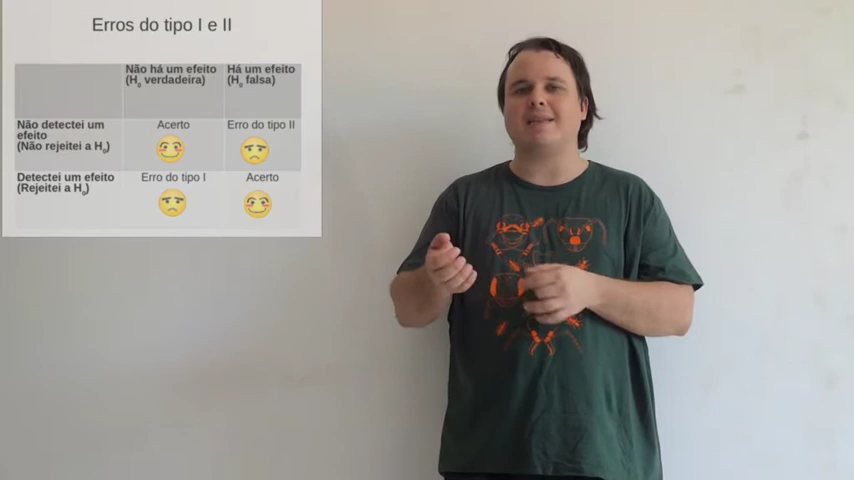 Erros do tipo I e II
Não há um efeito Há um efeito
(H0 verdadeira) (H0 falsa)
Não detectei um Acerto Erro do tipo II
efeito
(Não rejeitei a H0)
Detectei um efeito Erro do tipo I Acerto
(Rejeitei a H0)